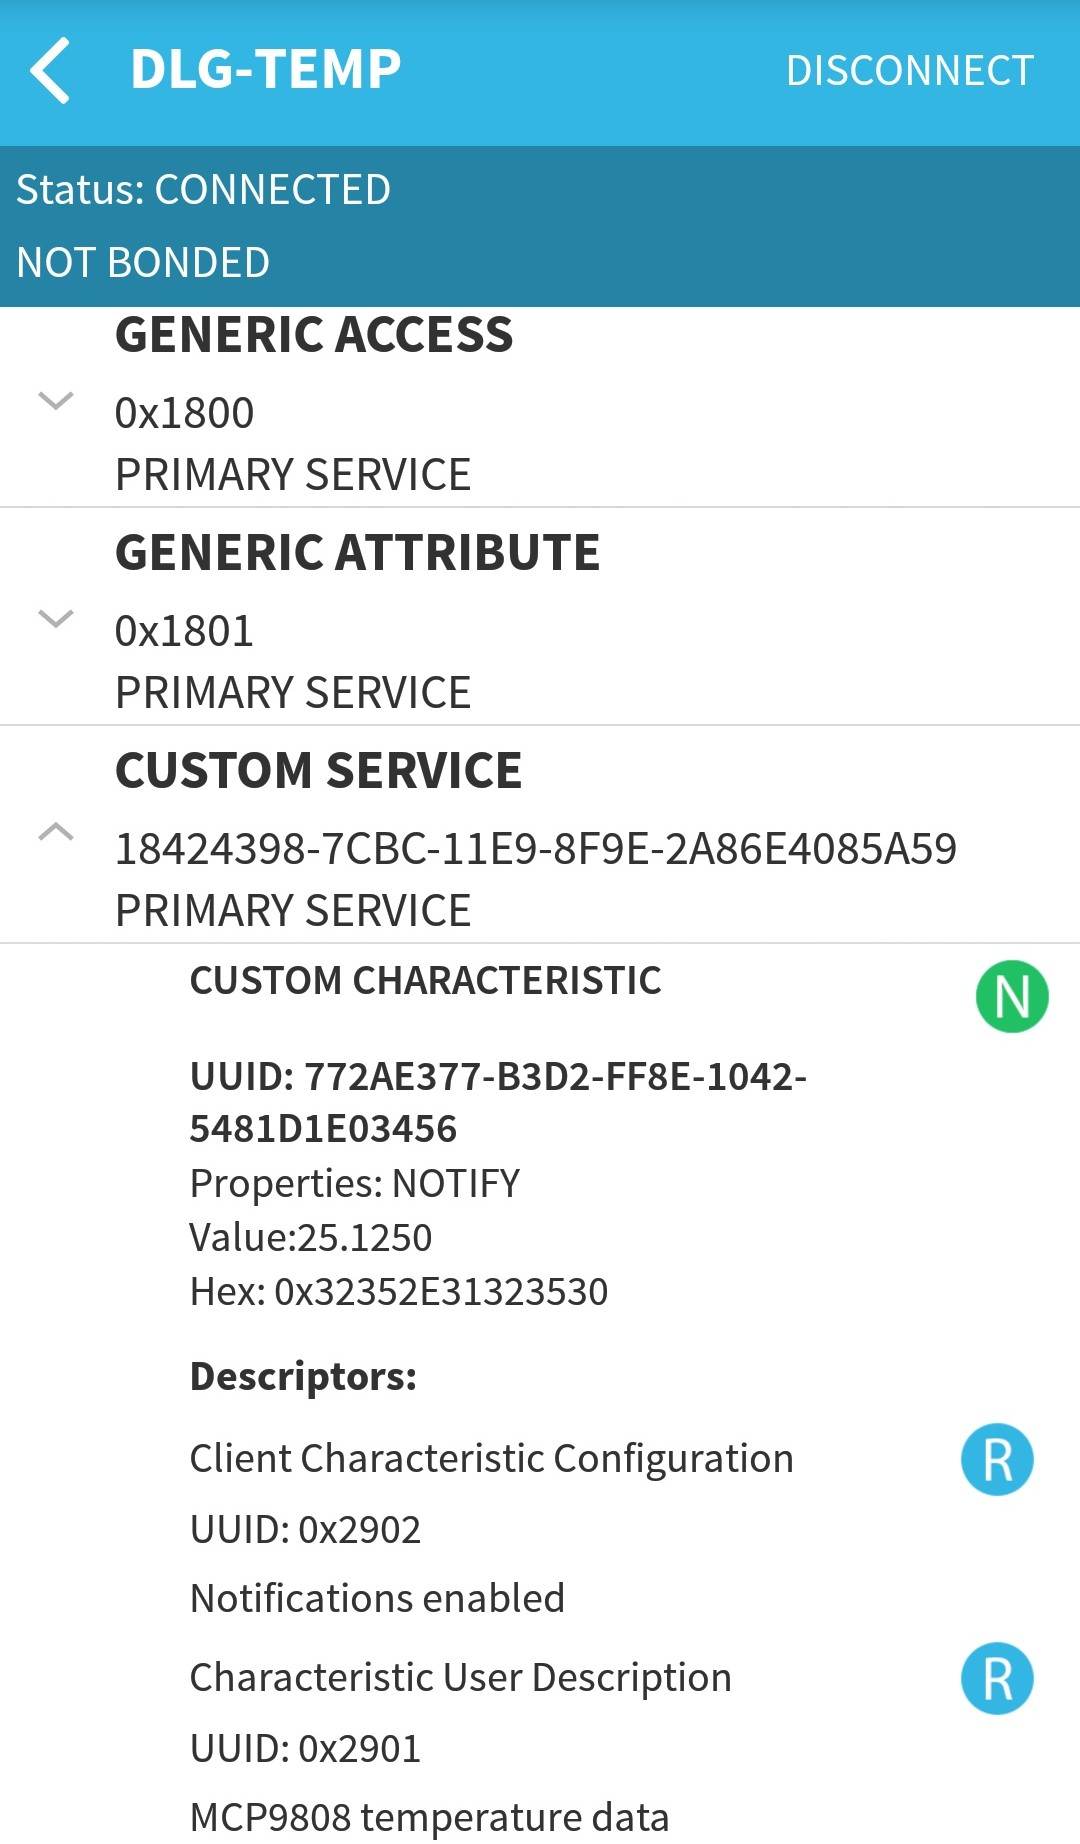 DLG-TEMP
DISCONNECT
Status: CONNECTED
NOT BONDED
GENERIC ACCESS
0x1800
PRIMARY SERVICE
GENERIC ATTRIBUTE
0x1801
PRIMARY SERVICE
CUSTOM SERVICE
18424398-7CBC-11E9-8F9E-2A86E4085A59
PRIMARY SERVICE
CUSTOM CHARACTERISTIC
N
UUID: 772AE377-B3D2-FF8E-1042-
5481D1E03456
Properties: NOTIFY
Value:25.1250
Hex: 0x32352E31323530
Descriptors:
Client Characteristic Configuration
R
UUID: 0x2902
Notifications enabled
Characteristic User Description
R
UUID: 0x2901
MCP9808 temperature data